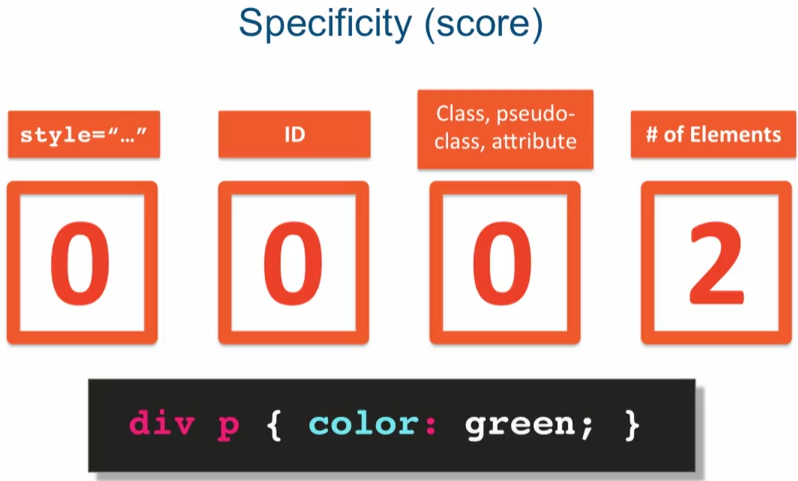 Specificity (score)
style=“…”
ID
Class, pseudo-
class, attribute
# of Elements
0
0
0
2
div p { color: green; }